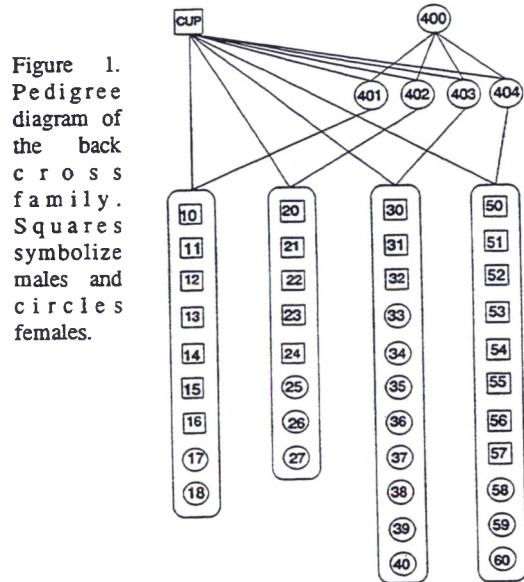 Figure 1.
Pedigree
diagram of
the back
cross
family.
Squares
symbolize
males and
circles
females.
CUP 400
401 402 403 404
10 20 30 50
11 21 31 51
12 22 32 52
13 23 33 53
14 24 34 54
15 25 35 55
16 26 36 56
17 27 37 57
18 38 58
39 59
40 60